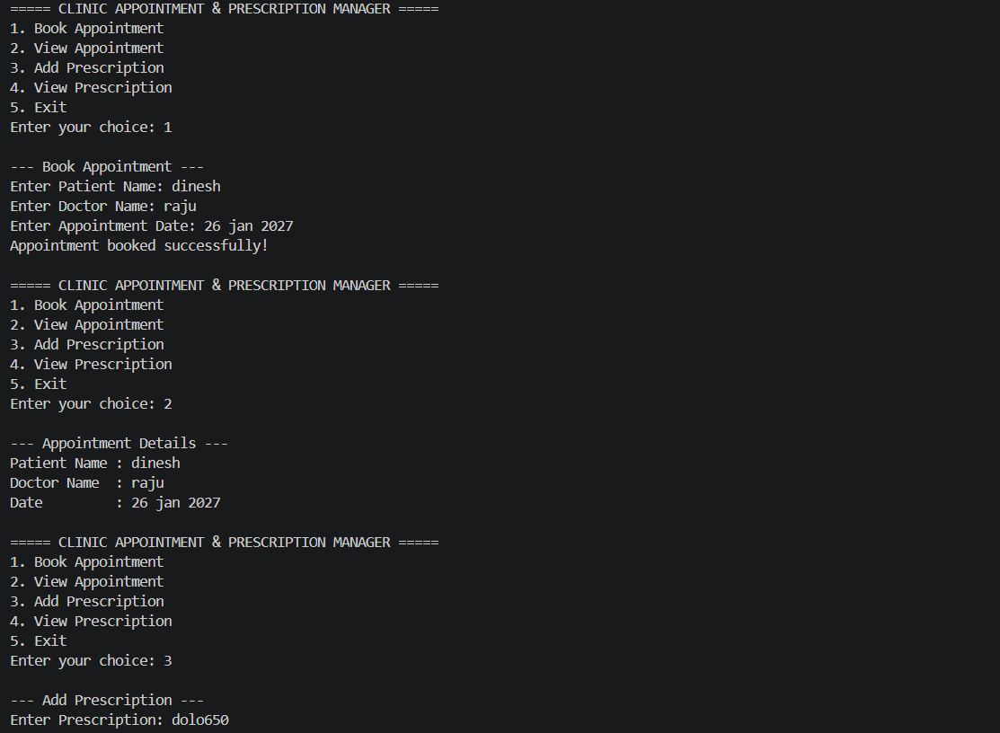 ===== CLINIC APPOINTMENT & PRESCRIPTION MANAGER =====
1. Book Appointment
2. View Appointment
3. Add Prescription
4. View Prescription
5. Exit
Enter your choice: 1

--- Book Appointment ---
Enter Patient Name: dinesh
Enter Doctor Name: raju
Enter Appointment Date: 26 jan 2027
Appointment booked successfully!

===== CLINIC APPOINTMENT & PRESCRIPTION MANAGER =====
1. Book Appointment
2. View Appointment
3. Add Prescription
4. View Prescription
5. Exit
Enter your choice: 2

--- Appointment Details ---
Patient Name : dinesh
Doctor Name  : raju
Date         : 26 jan 2027

===== CLINIC APPOINTMENT & PRESCRIPTION MANAGER =====
1. Book Appointment
2. View Appointment
3. Add Prescription
4. View Prescription
5. Exit
Enter your choice: 3

--- Add Prescription ---
Enter Prescription: dolo650